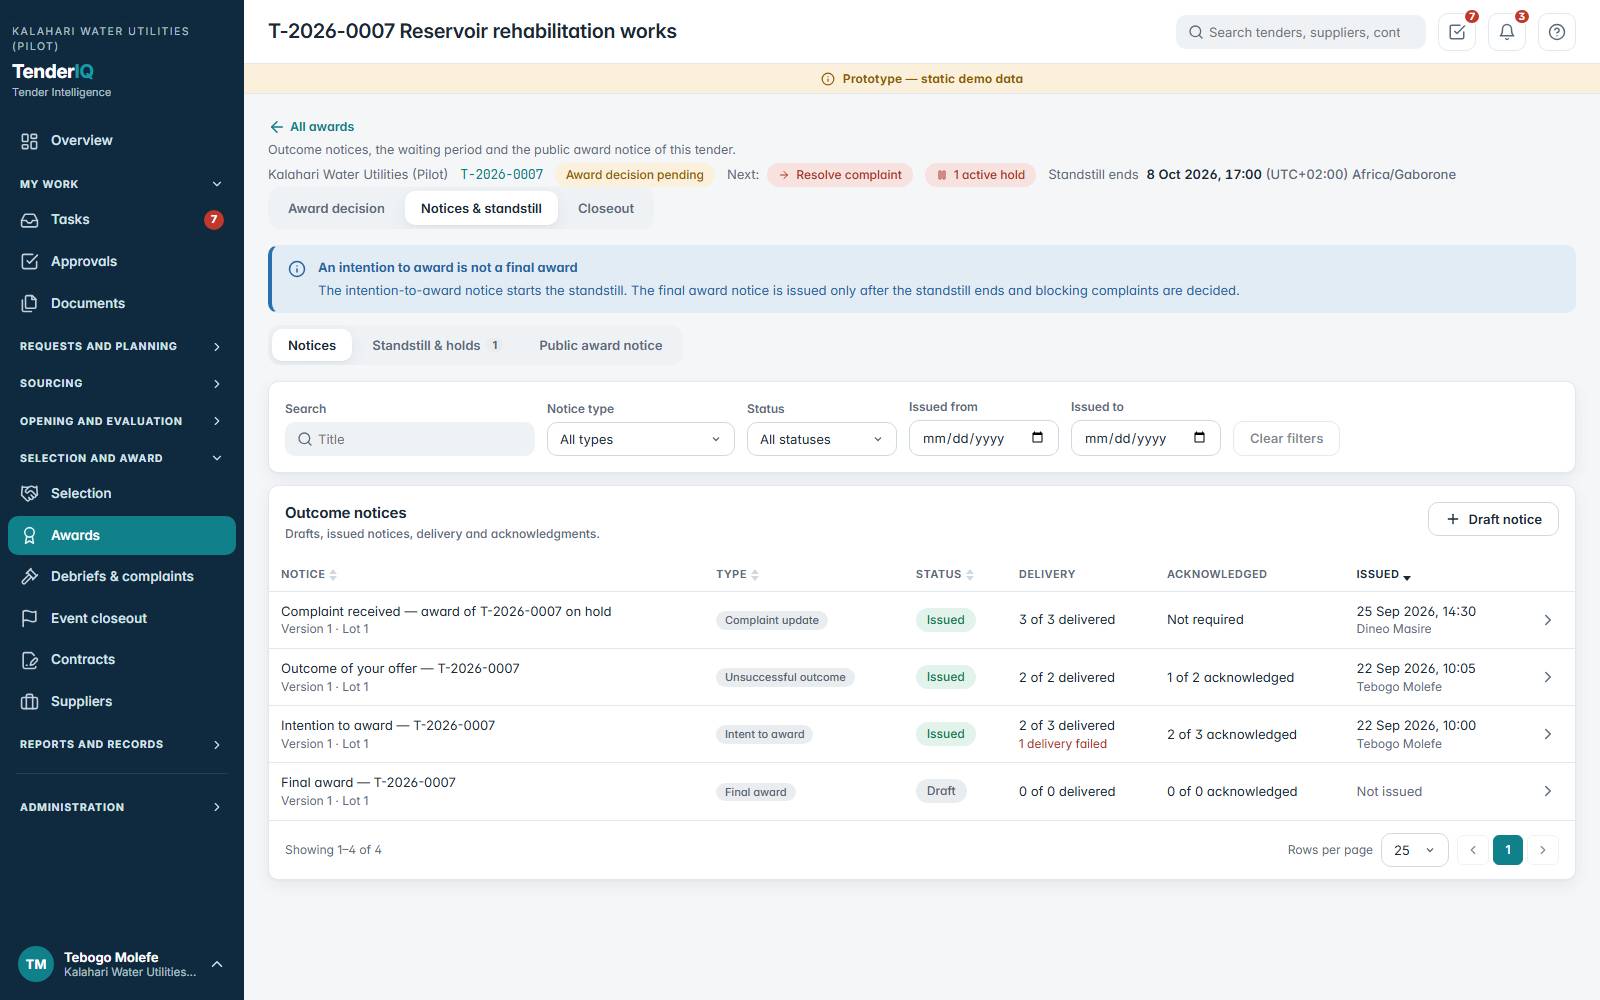 KALAHARI WATER UTILITIES
(PILOT)
TenderIQ
Tender Intelligence
Overview
MY WORK
Tasks 7
Approvals
Documents
REQUESTS AND PLANNING
SOURCING
OPENING AND EVALUATION
SELECTION AND AWARD
Selection
Awards
Debriefs & complaints
Event closeout
Contracts
Suppliers
REPORTS AND RECORDS
ADMINISTRATION
TM Tebogo Molefe
Kalahari Water Utilities...
T-2026-0007 Reservoir rehabilitation works
Search tenders, suppliers, cont
7
3
Prototype — static demo data
All awards
Outcome notices, the waiting period and the public award notice of this tender.
Kalahari Water Utilities (Pilot) T-2026-0007 Award decision pending Next: Resolve complaint 1 active hold Standstill ends 8 Oct 2026, 17:00 (UTC+02:00) Africa/Gaborone
Award decision Notices & standstill Closeout
An intention to award is not a final award
The intention-to-award notice starts the standstill. The final award notice is issued only after the standstill ends and blocking complaints are decided.
Notices Standstill & holds 1 Public award notice
Search Notice type Status Issued from Issued to
Title All types All statuses mm/dd/yyyy mm/dd/yyyy Clear filters
Outcome notices
Drafts, issued notices, delivery and acknowledgments.
Draft notice
NOTICE TYPE STATUS DELIVERY ACKNOWLEDGED ISSUED
Complaint received — award of T-2026-0007 on hold Complaint update Issued 3 of 3 delivered Not required 25 Sep 2026, 14:30
Version 1 · Lot 1 Dineo Masire
Outcome of your offer — T-2026-0007 Unsuccessful outcome Issued 2 of 2 delivered 1 of 2 acknowledged 22 Sep 2026, 10:05
Version 1 · Lot 1 Tebogo Molefe
Intention to award — T-2026-0007 Intent to award Issued 2 of 3 delivered 2 of 3 acknowledged 22 Sep 2026, 10:00
Version 1 · Lot 1 1 delivery failed Tebogo Molefe
Final award — T-2026-0007 Final award Draft 0 of 0 delivered 0 of 0 acknowledged Not issued
Version 1 · Lot 1
Showing 1–4 of 4 Rows per page 25 1